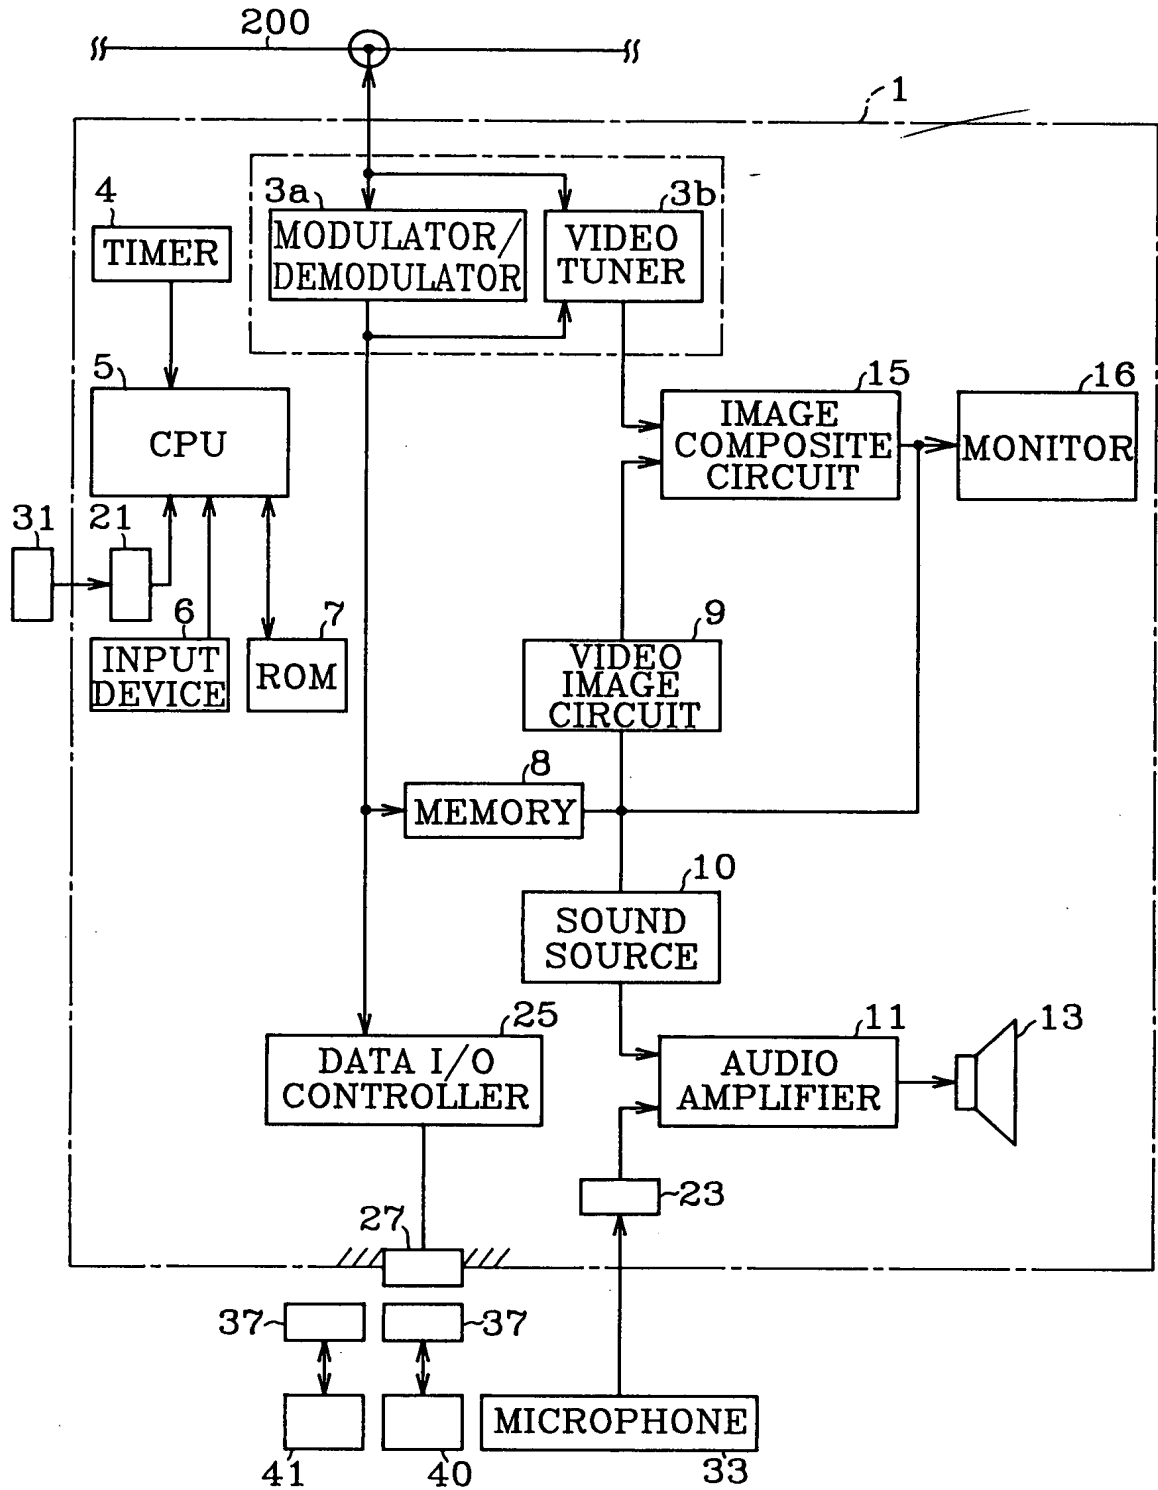 200
1
3a
3b
4
MODULATOR/
DEMODULATOR
VIDEO
TUNER
TIMER
5
CPU
15
IMAGE
COMPOSITE
CIRCUIT
16
MONITOR
31
21
6
INPUT
DEVICE
7
ROM
9
VIDEO
IMAGE
CIRCUIT
8
MEMORY
10
SOUND
SOURCE
25
DATA I/O
CONTROLLER
11
AUDIO
AMPLIFIER
13
23
27
37
37
41
40
MICROPHONE
33